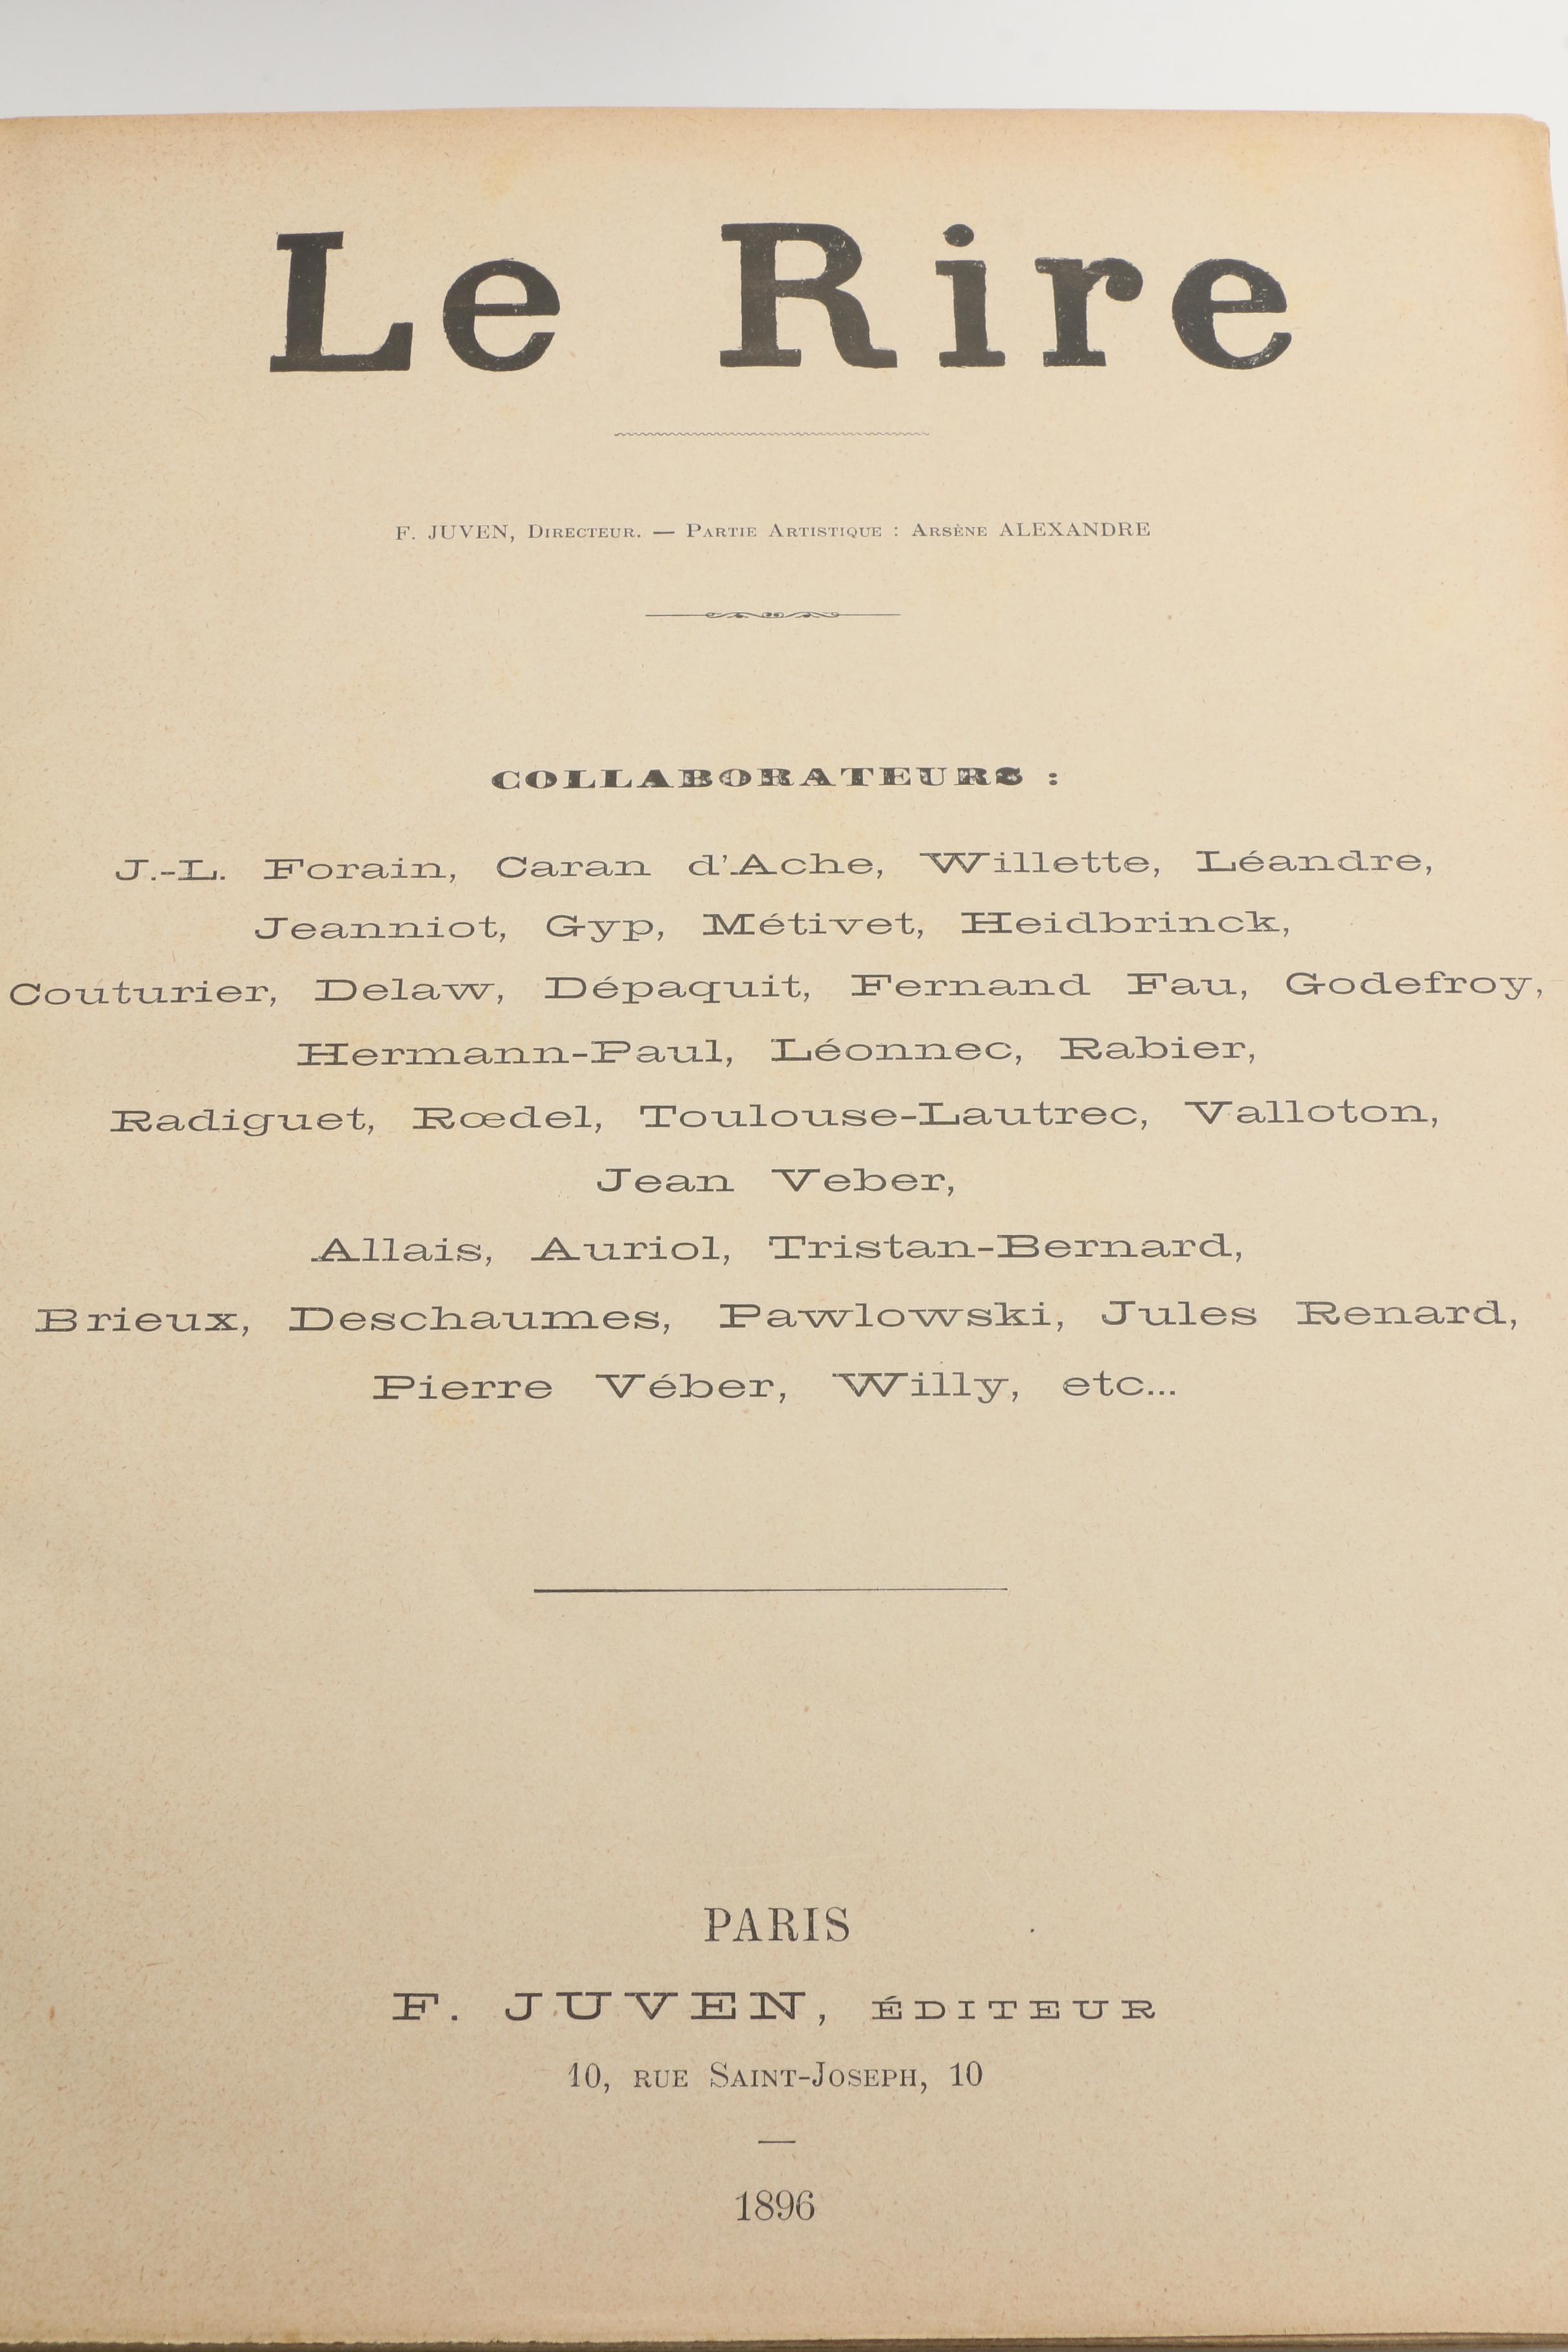 Le Rire
F. JUVEN, Directeur. — Partie Artistique : Arsène ALEXANDRE
COLLABORATEURS :
J.-L. Forain, Caran d'Ache, Willette, Léandre,
Jeanniot, Gyp, Métivet, Heidbrinck,
Couturier, Delaw, Dépaquit, Fernand Fau, Godefroy,
Hermann-Paul, Léonnec, Rabier,
Radiguet, Rœdel, Toulouse-Lautrec, Valloton,
Jean Veber,
Allais, Auriol, Tristan-Bernard,
Brieux, Deschaumes, Pawlowski, Jules Renard,
Pierre Véber, Willy, etc...
PARIS
F. JUVEN, ÉDITEUR
10, rue Saint-Joseph, 10
1896